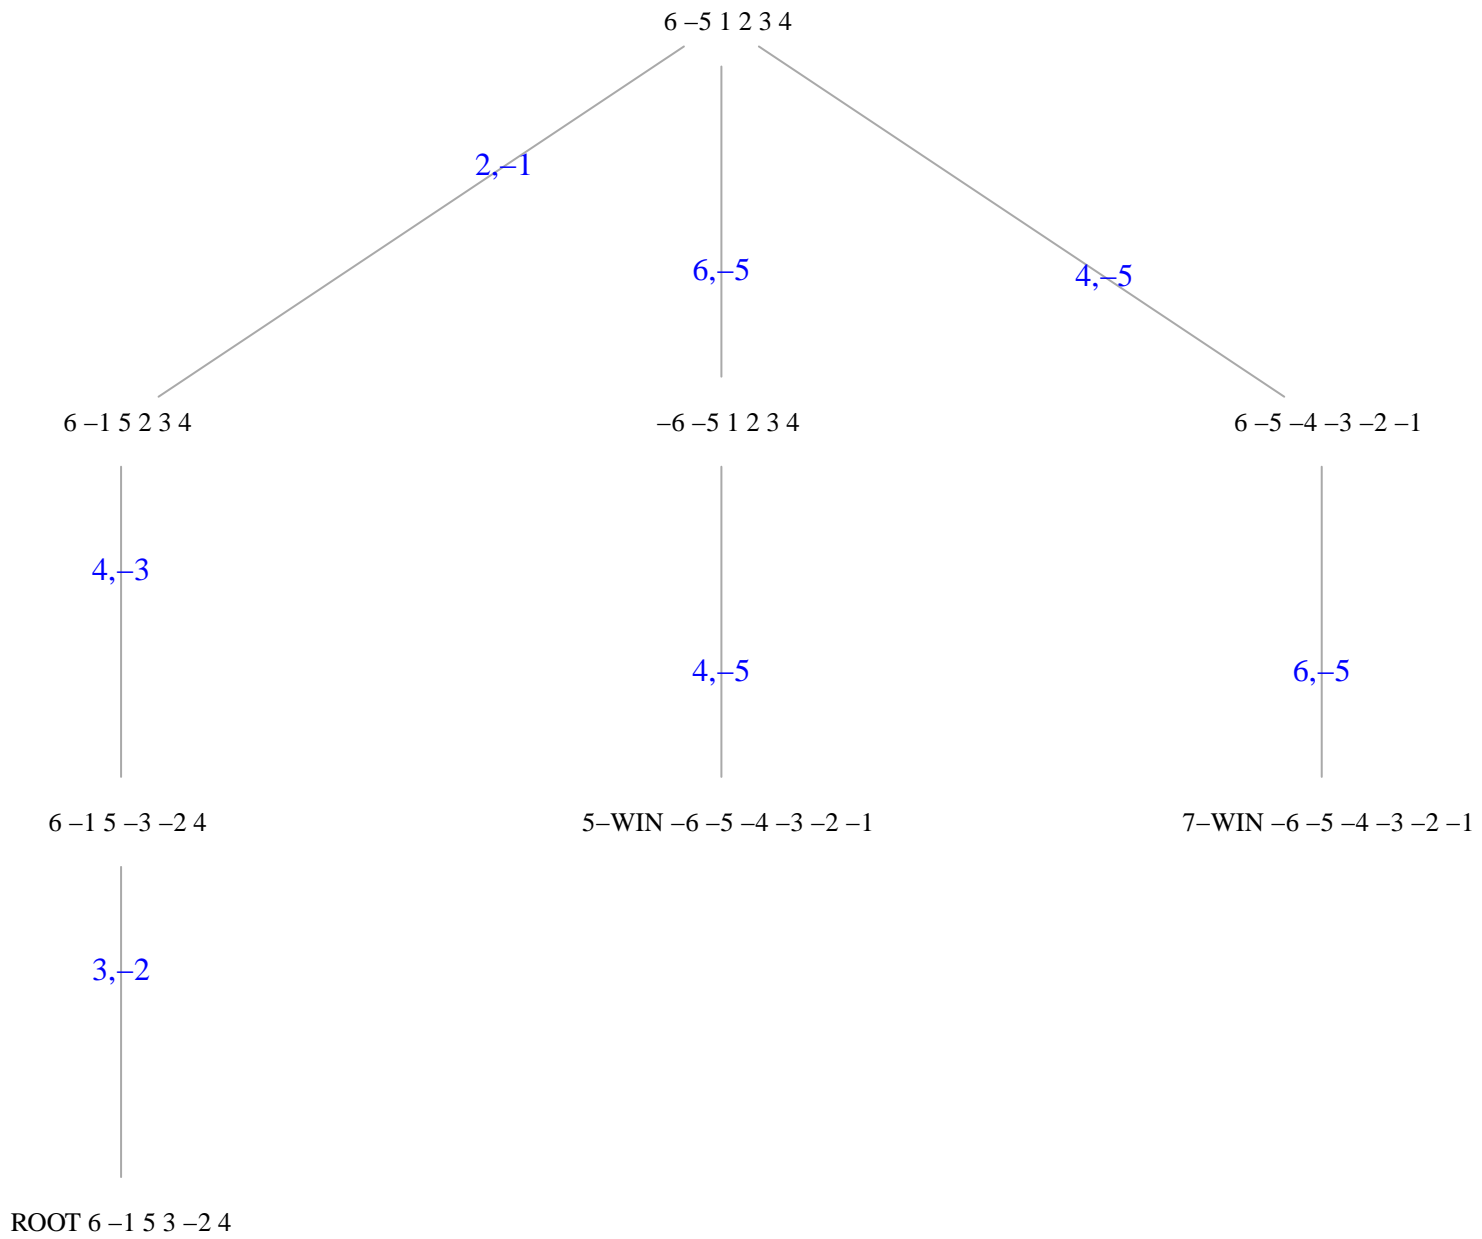 6 –5 1 2 3 4
2,–1
6,–5
4,–5
6 –1 5 2 3 4
–6 –5 1 2 3 4
6 –5 –4 –3 –2 –1
4,–3
4,–5
6,–5
6 –1 5 –3 –2 4
5–WIN –6 –5 –4 –3 –2 –1
7–WIN –6 –5 –4 –3 –2 –1
3,–2
ROOT 6 –1 5 3 –2 4